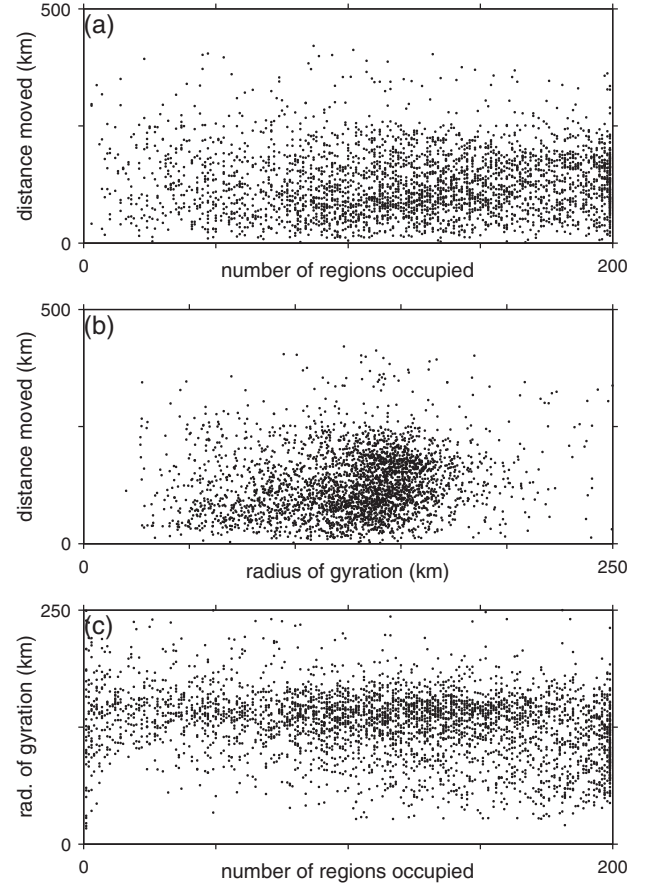 (a)
500
distance moved (km)
0
0
number of regions occupied
200
(b)
500
distance moved (km)
0
0
radius of gyration (km)
250
(c)
250
rad. of gyration (km)
0
0
number of regions occupied
200